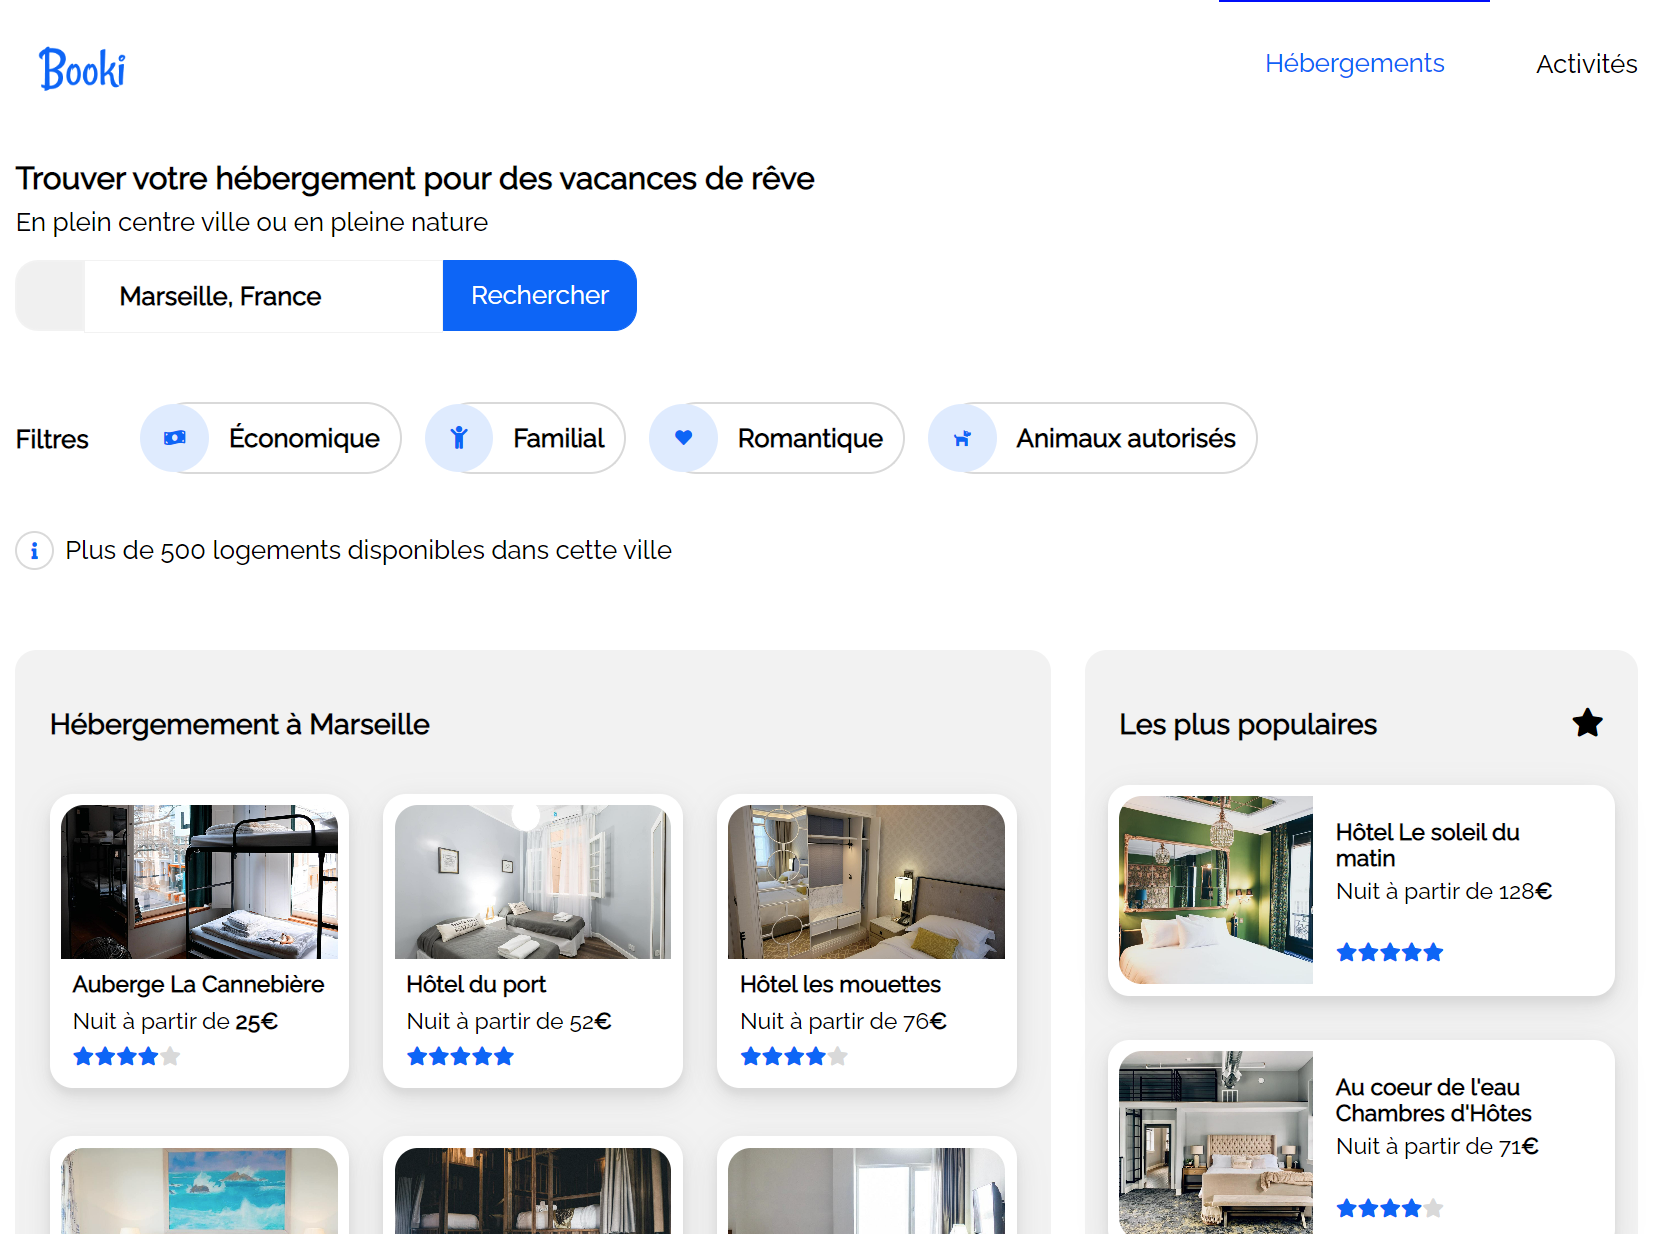 Booki
Hébergements
Activités
Trouver votre hébergement pour des vacances de rêve
En plein centre ville ou en pleine nature
Marseille, France
Rechercher
Filtres
Économique
Familial
Romantique
Animaux autorisés
Plus de 500 logements disponibles dans cette ville
Hébergemement à Marseille
Auberge La Cannebière
Nuit à partir de 25€
Hôtel du port
Nuit à partir de 52€
Hôtel les mouettes
Nuit à partir de 76€
Les plus populaires
Hôtel Le soleil du
matin
Nuit à partir de 128€
Au coeur de l'eau
Chambres d'Hôtes
Nuit à partir de 71€